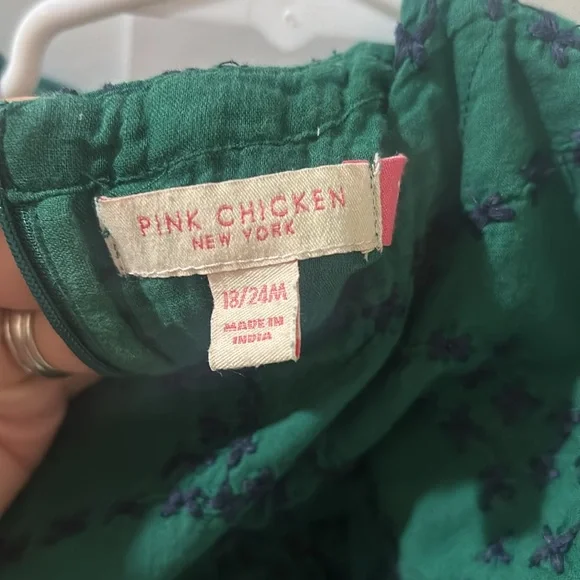 PINK CHICKEN
NEW YORK
18/24M
MADE IN
INDIA